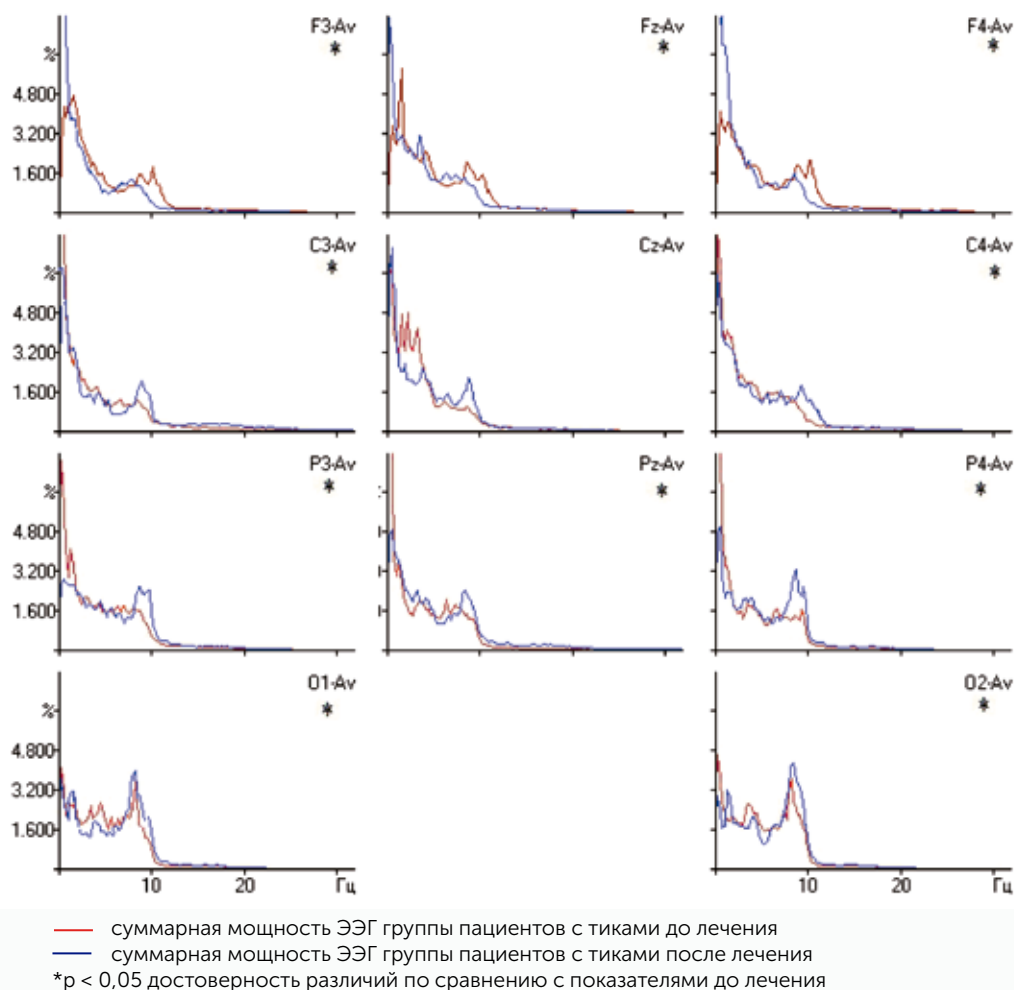 F3-Av Fz-Av F4-Av
* * *
%
4.800
3.200
1.600
10
C3-Av Cz-Av C4-Av
* *
%
4.800
3.200
1.600
10
P3-Av Pz-Av P4-Av
* * *
%
4.800
3.200
1.600
10 20
O1-Av O2-Av
* *
%
4.800
3.200
1.600
10 20 Гц 10 20 Гц
суммарная мощность ЭЭГ группы пациентов с тиками до лечения
суммарная мощность ЭЭГ группы пациентов с тиками после лечения
*p < 0,05 достоверность различий по сравнению с показателями до лечения